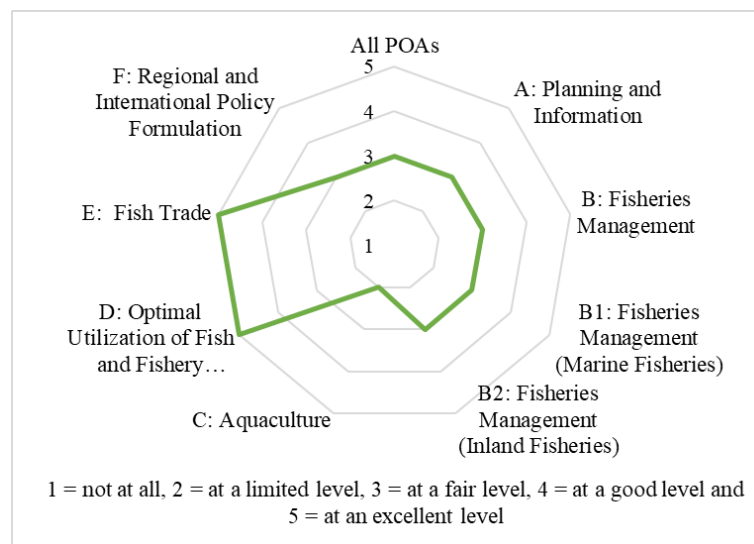 All POAs
5
4
3
2
1
A: Planning and
Information
B: Fisheries
Management
B1: Fisheries
Management
(Marine Fisheries)
B2: Fisheries
Management
(Inland Fisheries)
C: Aquaculture
D: Optimal
Utilization of Fish
and Fishery…
E:  Fish Trade
F: Regional and
International Policy
Formulation
1 = not at all, 2 = at a limited level, 3 = at a fair level, 4 = at a good level and
5 = at an excellent level